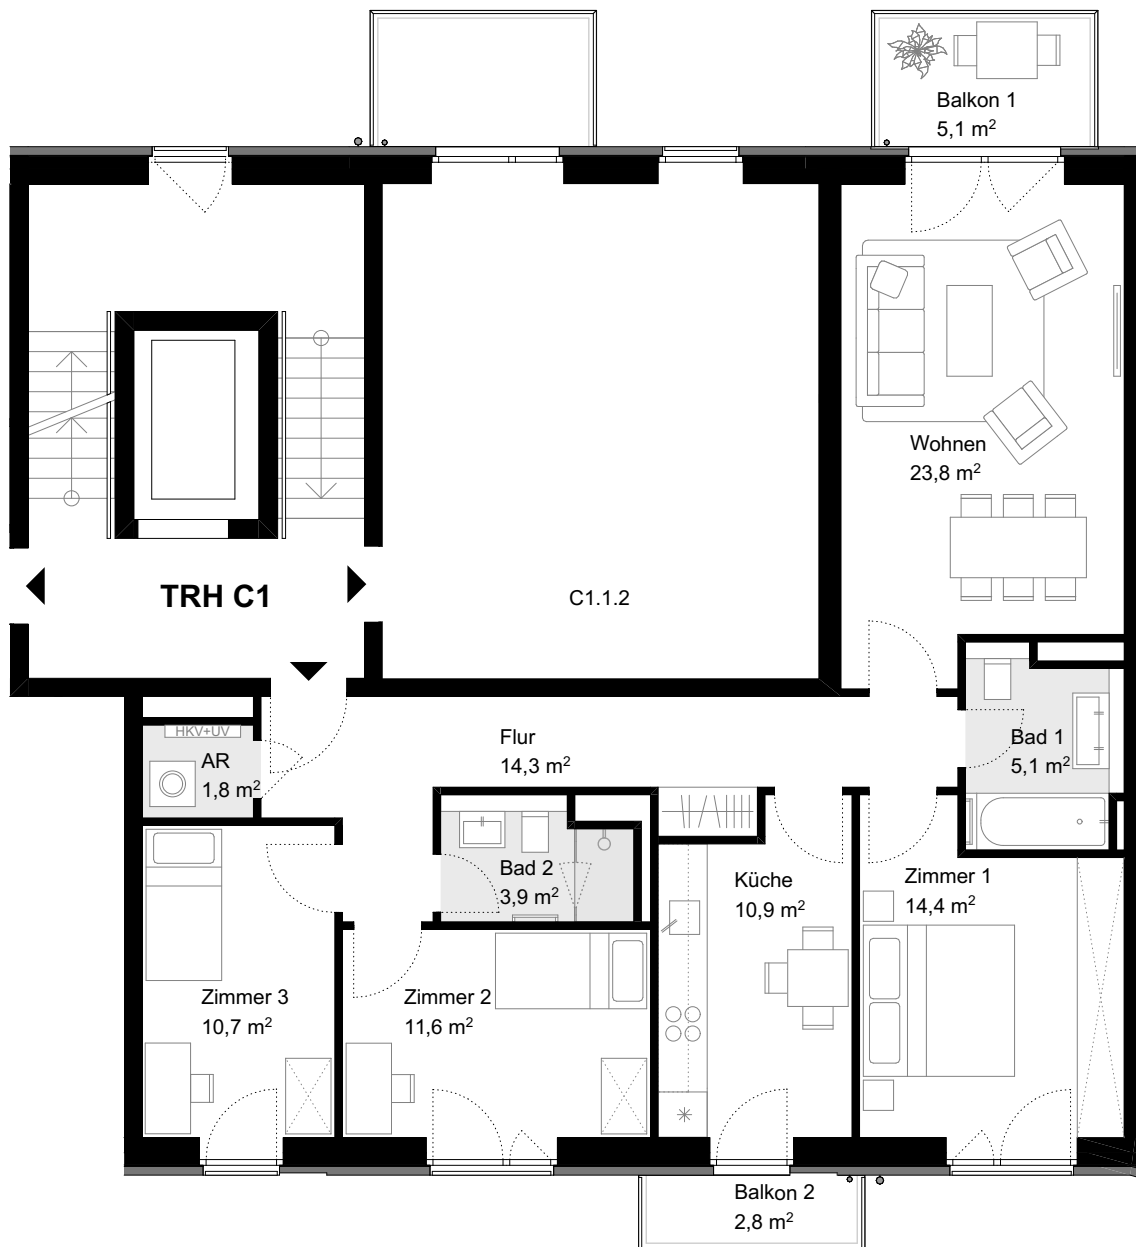 Balkon 1
5,1 m²
Wohnen
23,8 m²
TRH C1
C1.1.2
HKV+UV
AR
1,8 m²
Flur
14,3 m²
Bad 1
5,1 m²
Bad 2
3,9 m²
Küche
10,9 m²
Zimmer 1
14,4 m²
Zimmer 3
10,7 m²
Zimmer 2
11,6 m²
Balkon 2
2,8 m²